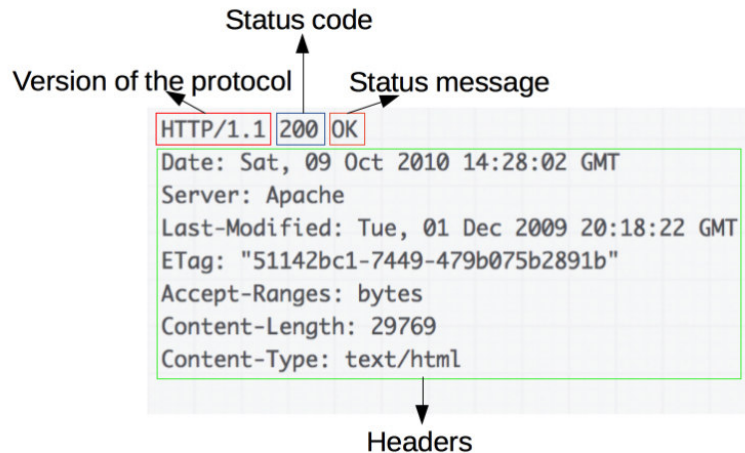 Status code
Version of the protocol
Status message
HTTP/1.1 200 OK
Date: Sat, 09 Oct 2010 14:28:02 GMT
Server: Apache
Last-Modified: Tue, 01 Dec 2009 20:18:22 GMT
ETag: "51142bc1-7449-479b075b2891b"
Accept-Ranges: bytes
Content-Length: 29769
Content-Type: text/html
Headers